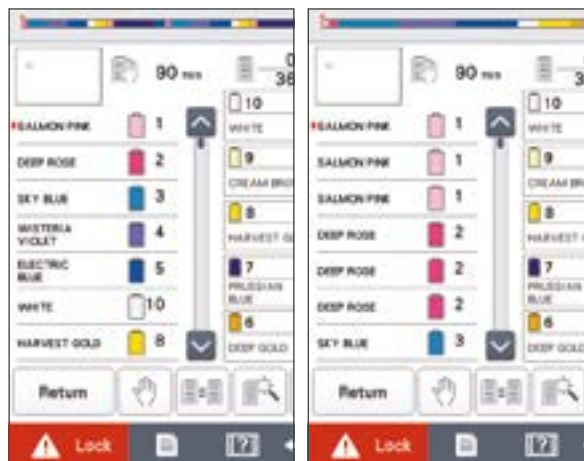 90 min
SALMON PINK 1
DEEP ROSE 2
SKY BLUE 3
WISTERIA VIOLET 4
ELECTRIC BLUE 5
WHITE 10
HARVEST GOLD 8
10
WHITE
9
CREAM
8
HARVEST
7
PRUSSIAN BLUE
6
DEEP GOLD
Return
Lock
90 min
SALMON PINK 1
SALMON PINK 1
SALMON PINK 1
DEEP ROSE 2
DEEP ROSE 2
DEEP ROSE 2
SKY BLUE 3
10
WHITE
9
CREAM
8
HARVEST
7
PRUSSIAN BLUE
6
DEEP GOLD
Return
Lock